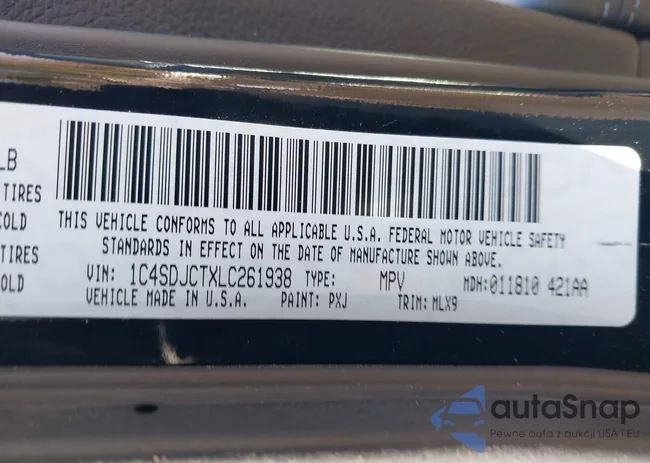 LB
TIRES
COLD
TIRES
OLD
THIS VEHICLE CONFORMS TO ALL APPLICABLE U.S.A. FEDERAL MOTOR VEHICLE SAFETY
STANDARDS IN EFFECT ON THE DATE OF MANUFACTURE SHOWN ABOVE.
VIN: 1C4SDJCTXLC261938 TYPE: MPV MDH: 011810 421AA
VEHICLE MADE IN U.S.A. PAINT: PXJ TRIM: MLX9
autaSnap
Pewne auta z aukcji USA i EU